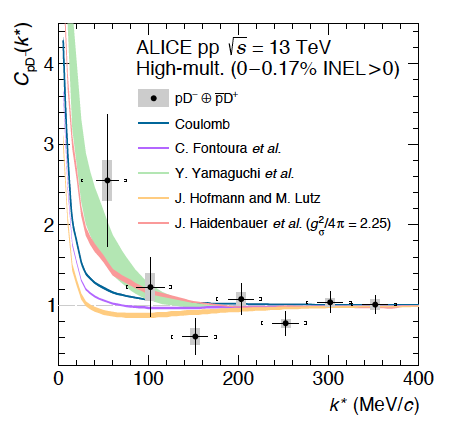 ALICE pp √s = 13 TeV
High-mult. (0−0.17% INEL>0)
pD⁻ ⊕ p̅D⁺
Coulomb
C. Fontoura et al.
Y. Yamaguchi et al.
J. Hofmann and M. Lutz
J. Haidenbauer et al. (g²σ/4π = 2.25)
C_pD⁻(k*)
4
3
2
1
0 100 200 300 400
k* (MeV/c)